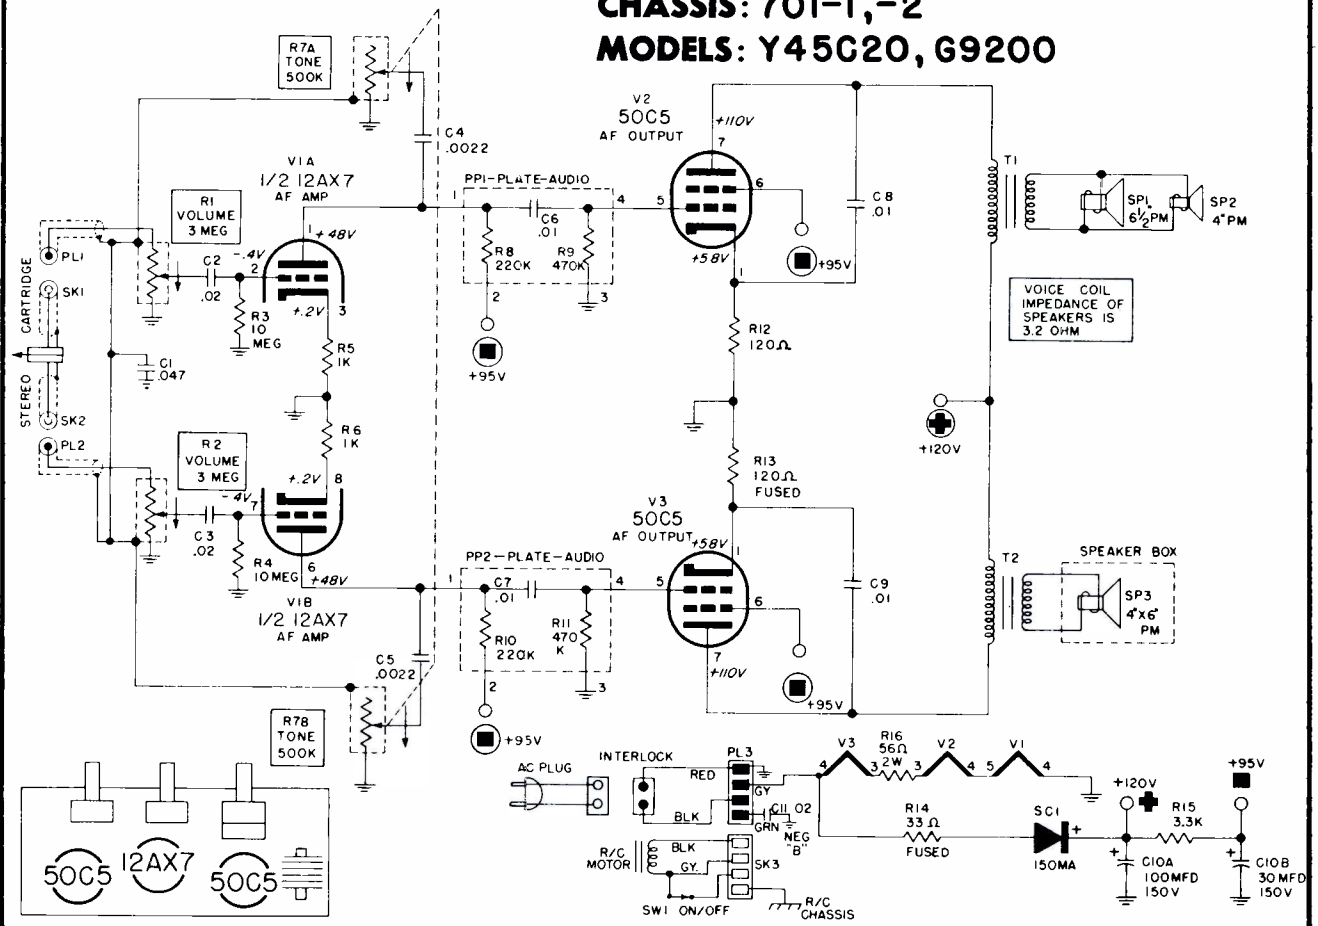 CHASSIS: 701-1,-2
MODELS: Y45C20, G9200
R7A
TONE
500K
C4
.0022
V1A
1/2 12AX7
AF AMP
R1
VOLUME
3 MEG
1
+48V
-.4V
2
C2
.02
+.2V
3
R3
10
MEG
R5
1K
PL1
SK1
STEREO CARTRIDGE
C1
.047
SK2
PL2
R6
1K
R2
VOLUME
3 MEG
+.2V
8
-.4V
7
C3
.02
R4
10MEG
6
+48V
V1B
1/2 12AX7
AF AMP
C5
.0022
R7B
TONE
500K
PP1-PLATE-AUDIO
1
4
C6
.01
R8
220K
R9
470K
2
3
+95V
V2
50C5
AF OUTPUT
+110V
7
6
5
+5.8V
1
+95V
C8
.01
R12
120Ω
T1
SP1
6½" PM
SP2
4" PM
VOICE COIL
IMPEDANCE OF
SPEAKERS IS
3.2 OHM
+120V
R13
120Ω
FUSED
V3
50C5
AF OUTPUT
+5.8V
1
5
6
7
+110V
+95V
C9
.01
T2
SPEAKER BOX
SP3
4"X6"
PM
PP2-PLATE-AUDIO
1
4
C7
.01
R10
220K
R11
470
K
2
3
+95V
50C5
12AX7
50C5
AC PLUG
INTERLOCK
RED
BLK
PL3
GY
GRN
C11 .02
NEG
"B"
R/C
MOTOR
BLK
GY.
SK3
SW1 ON/OFF
R/C
CHASSIS
V3
4
3
R16
56Ω
2W
V2
3
4
V1
5
4
R14
33Ω
FUSED
SC1
+
150MA
+120V
R15
3.3K
+95V
+
C10A
100MFD
150V
+
C10B
30MFD
150V